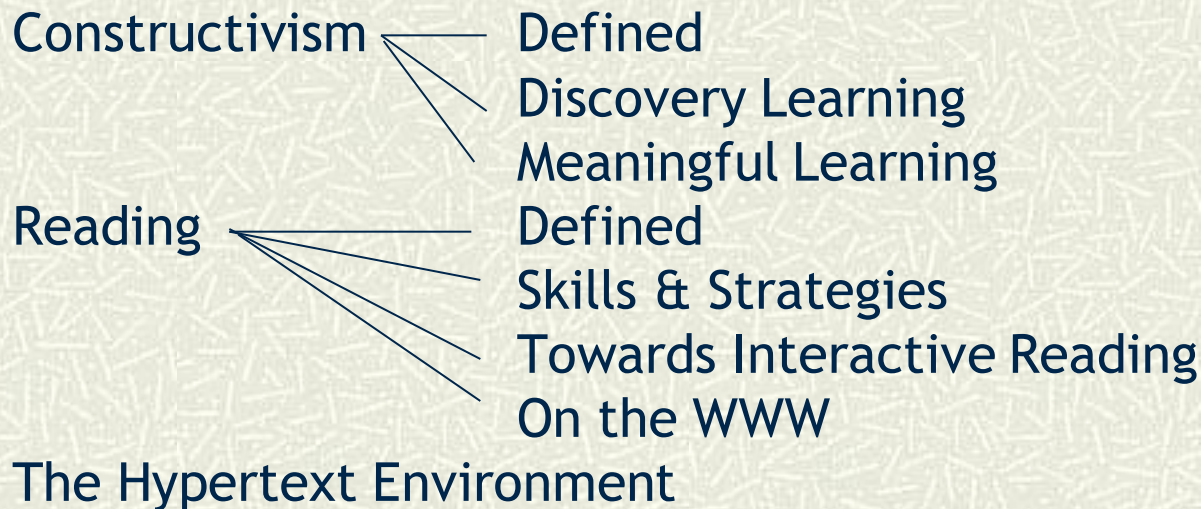 Constructivism Defined
Discovery Learning
Meaningful Learning
Reading Defined
Skills & Strategies
Towards Interactive Reading
On the WWW
The Hypertext Environment